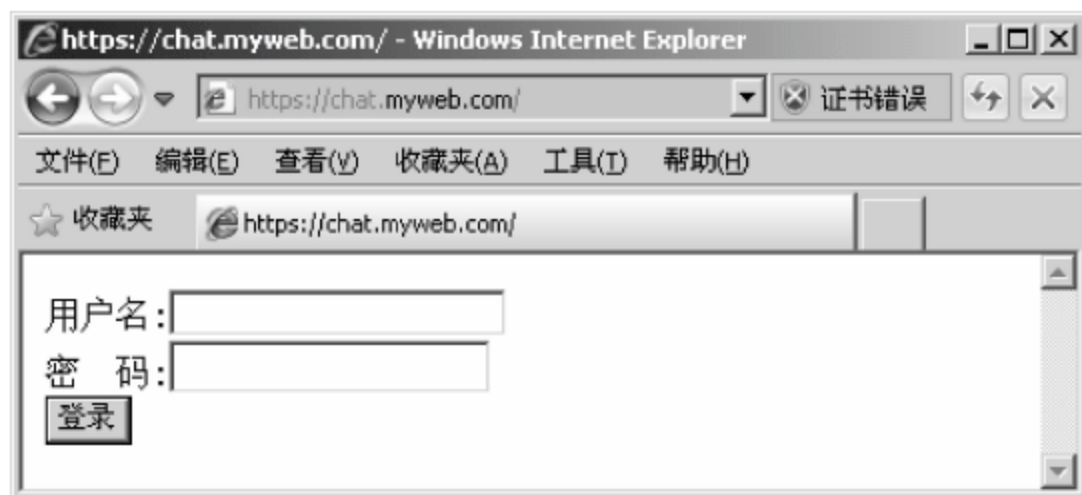 https://chat.myweb.com/ - Windows Internet Explorer
https://chat.myweb.com/ 证书错误
文件(F) 编辑(E) 查看(V) 收藏夹(A) 工具(T) 帮助(H)
收藏夹 https://chat.myweb.com/
用户名:
密 码:
登录